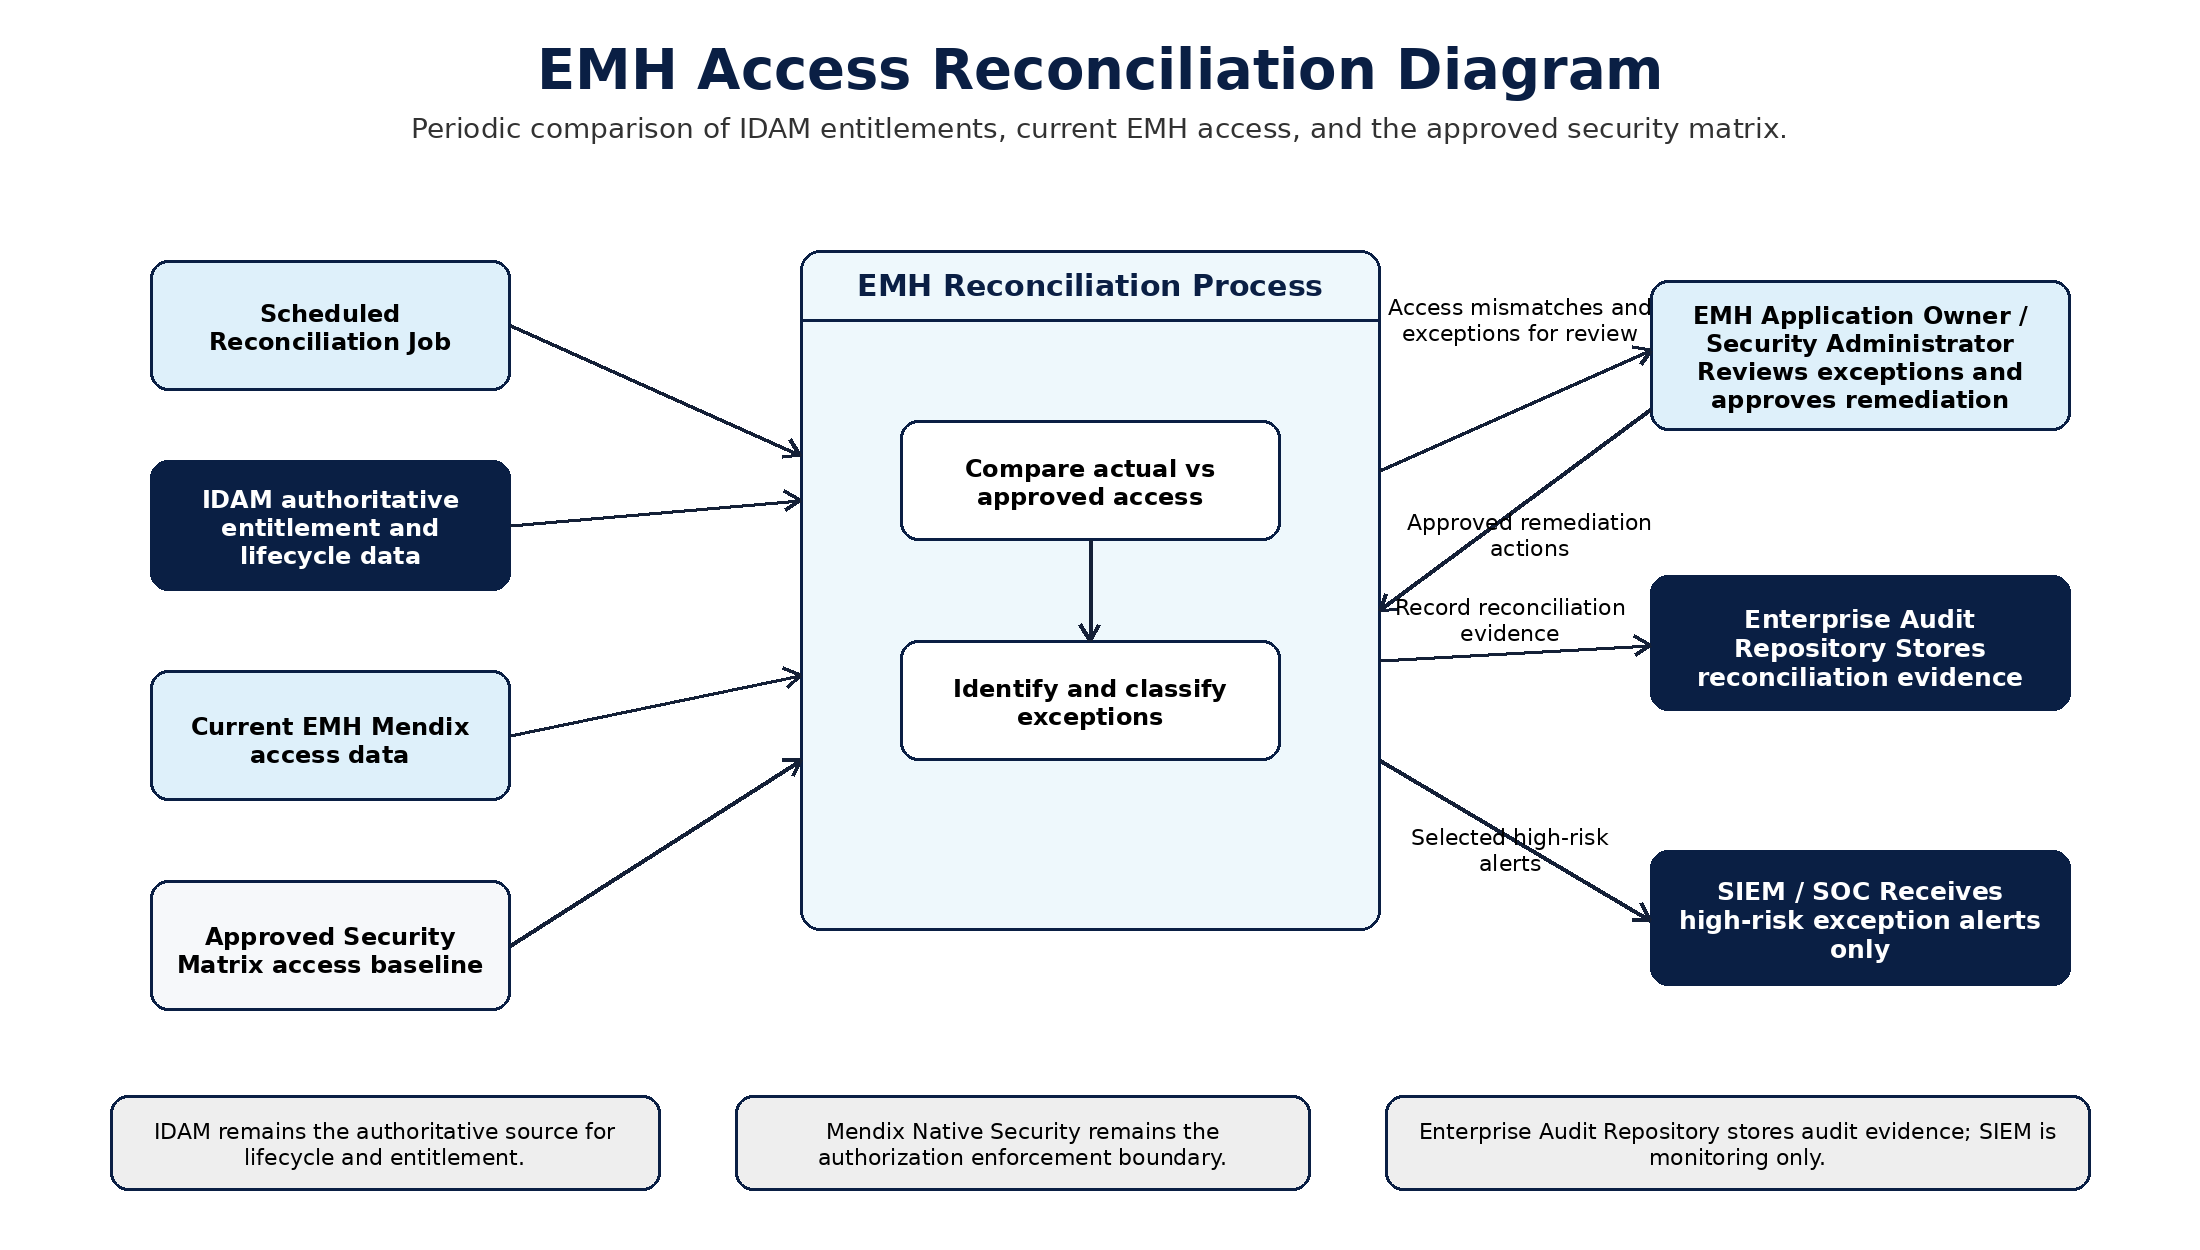 EMH Access Reconciliation Diagram
Periodic comparison of IDAM entitlements, current EMH access, and the approved security matrix.
Scheduled
Reconciliation Job
IDAM authoritative
entitlement and
lifecycle data
Current EMH Mendix
access data
Approved Security
Matrix access baseline
EMH Reconciliation Process
Compare actual vs
approved access
Identify and classify
exceptions
Access mismatches and
exceptions for review
Approved remediation
actions
Record reconciliation
evidence
Selected high-risk
alerts
EMH Application Owner /
Security Administrator
Reviews exceptions and
approves remediation
Enterprise Audit
Repository Stores
reconciliation evidence
SIEM / SOC Receives
high-risk exception alerts
only
IDAM remains the authoritative source for
lifecycle and entitlement.
Mendix Native Security remains the
authorization enforcement boundary.
Enterprise Audit Repository stores audit evidence; SIEM is
monitoring only.